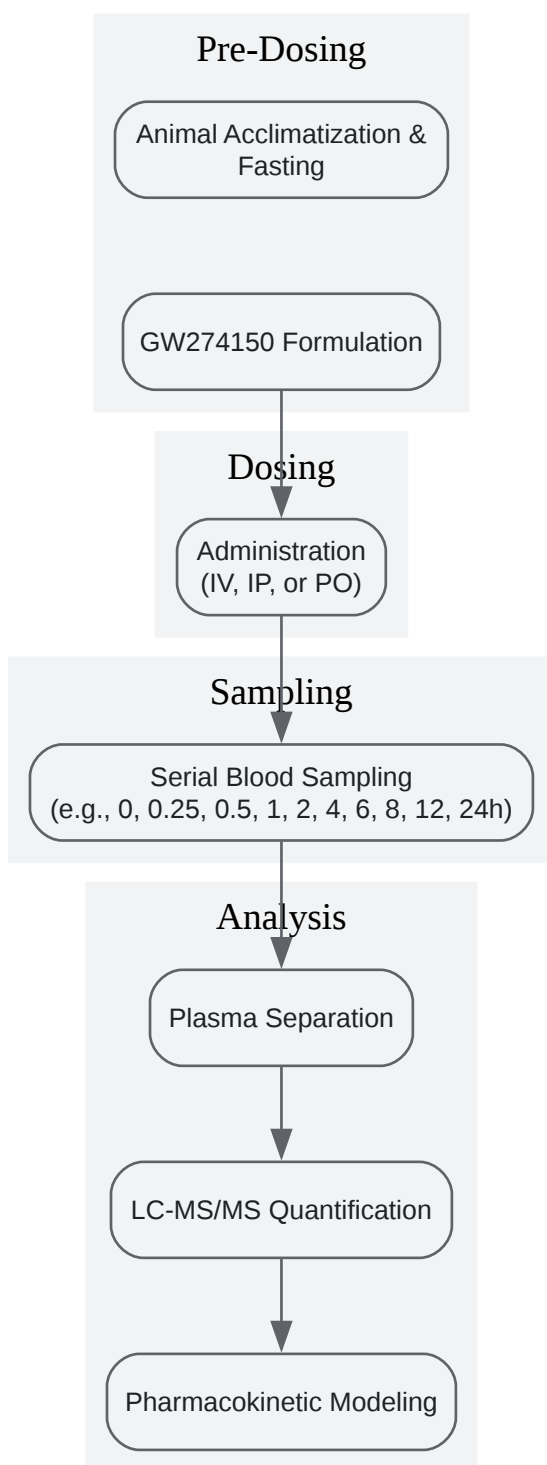 Pre-Dosing
Animal Acclimatization &
Fasting
GW274150 Formulation
Dosing
Administration
(IV, IP, or PO)
Sampling
Serial Blood Sampling
(e.g., 0, 0.25, 0.5, 1, 2, 4, 6, 8, 12, 24h)
Analysis
Plasma Separation
LC-MS/MS Quantification
Pharmacokinetic Modeling